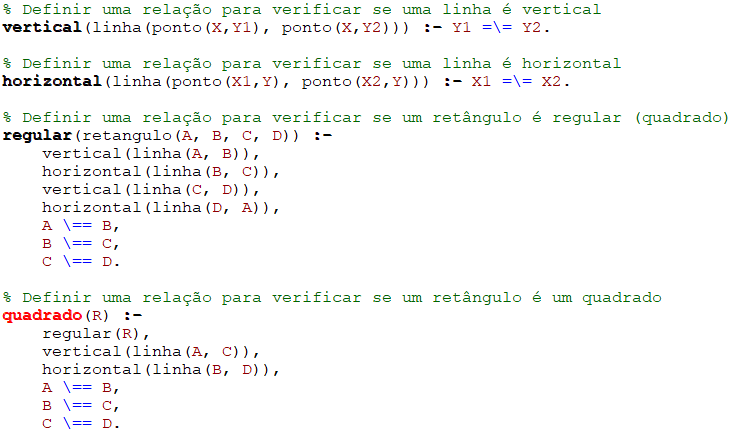 % Definir uma relação para verificar se uma linha é vertical
vertical(linha(ponto(X,Y1), ponto(X,Y2))) :- Y1 =\= Y2.
% Definir uma relação para verificar se uma linha é horizontal
horizontal(linha(ponto(X1,Y), ponto(X2,Y))) :- X1 =\= X2.
% Definir uma relação para verificar se um retângulo é regular (quadrado)
regular(retangulo(A, B, C, D)) :-
    vertical(linha(A, B)),
    horizontal(linha(B, C)),
    vertical(linha(C, D)),
    horizontal(linha(D, A)),
    A \== B,
    B \== C,
    C \== D.
% Definir uma relação para verificar se um retângulo é um quadrado
quadrado(R) :-
    regular(R),
    vertical(linha(A, C)),
    horizontal(linha(B, D)),
    A \== B,
    B \== C,
    C \== D.